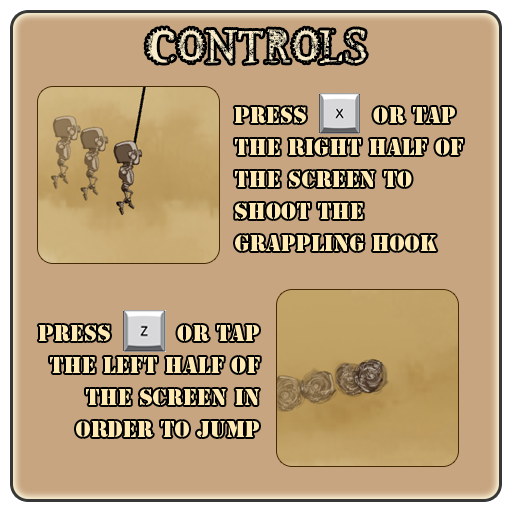 CONTROLS
PRESS X OR TAP
THE RIGHT HALF OF
THE SCREEN TO
SHOOT THE
GRAPPLING HOOK
PRESS Z OR TAP
THE LEFT HALF OF
THE SCREEN IN
ORDER TO JUMP